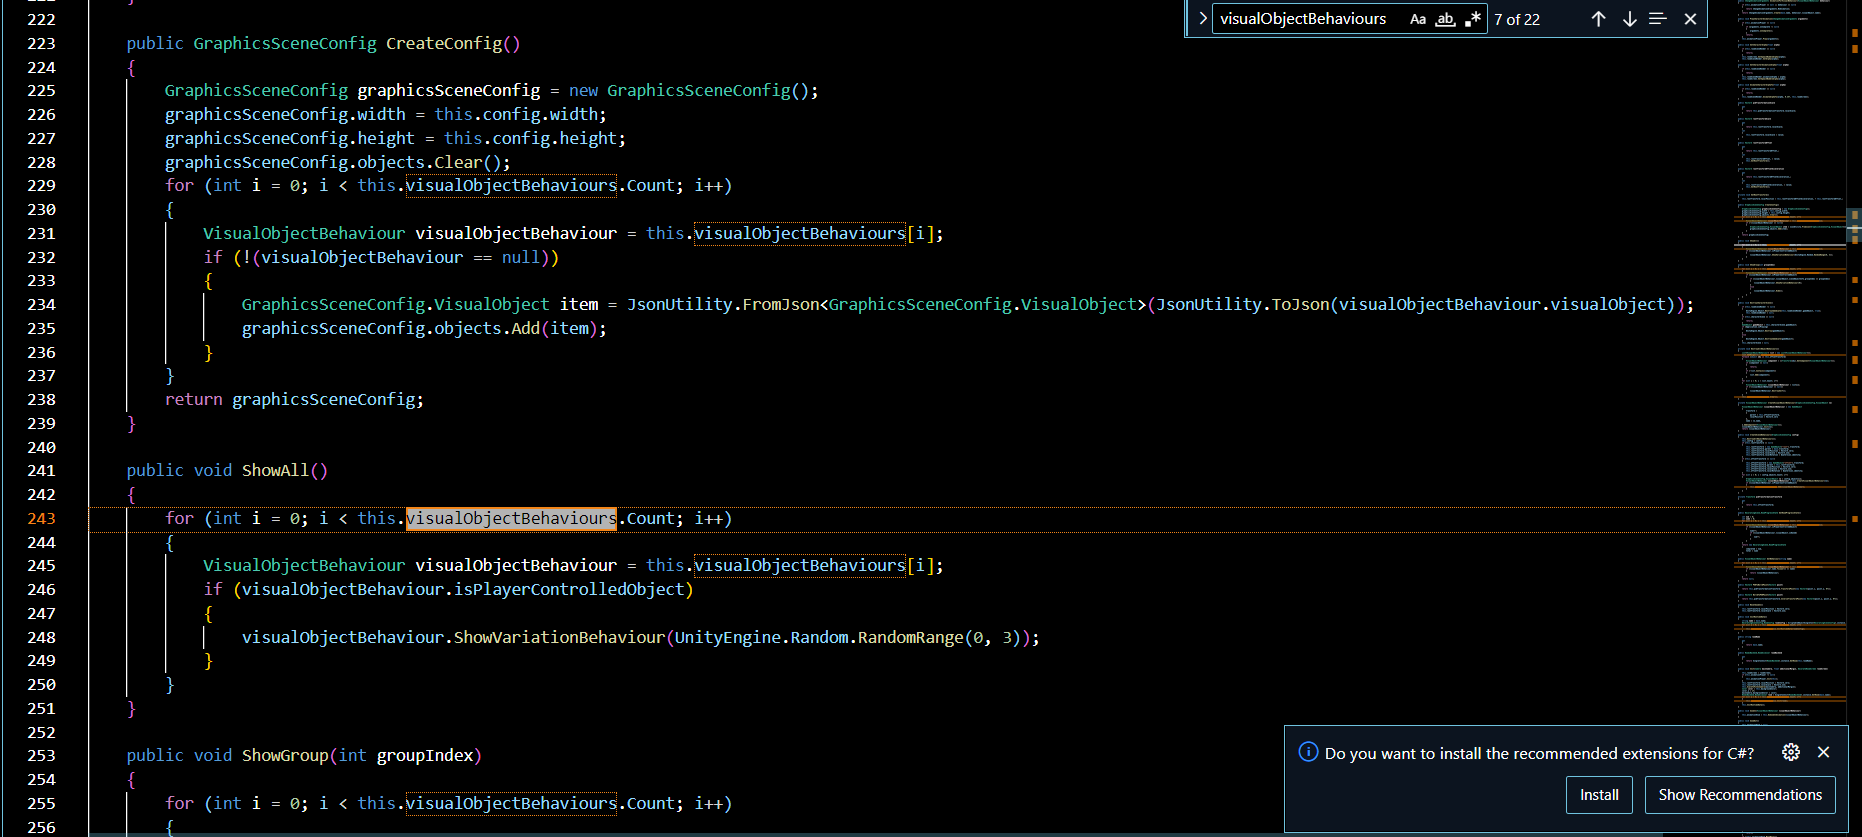 visualObjectBehaviours Aa ab .* 7 of 22
222
223 public GraphicsSceneConfig CreateConfig()
224 {
225 GraphicsSceneConfig graphicsSceneConfig = new GraphicsSceneConfig();
226 graphicsSceneConfig.width = this.config.width;
227 graphicsSceneConfig.height = this.config.height;
228 graphicsSceneConfig.objects.Clear();
229 for (int i = 0; i < this.visualObjectBehaviours.Count; i++)
230 {
231 VisualObjectBehaviour visualObjectBehaviour = this.visualObjectBehaviours[i];
232 if (!(visualObjectBehaviour == null))
233 {
234 GraphicsSceneConfig.VisualObject item = JsonUtility.FromJson<GraphicsSceneConfig.VisualObject>(JsonUtility.ToJson(visualObjectBehaviour.visualObject));
235 graphicsSceneConfig.objects.Add(item);
236 }
237 }
238 return graphicsSceneConfig;
239 }
240
241 public void ShowAll()
242 {
243 for (int i = 0; i < this.visualObjectBehaviours.Count; i++)
244 {
245 VisualObjectBehaviour visualObjectBehaviour = this.visualObjectBehaviours[i];
246 if (visualObjectBehaviour.isPlayerControlledObject)
247 {
248 visualObjectBehaviour.ShowVariationBehaviour(UnityEngine.Random.RandomRange(0, 3));
249 }
250 }
251 }
252
253 public void ShowGroup(int groupIndex)
254 {
255 for (int i = 0; i < this.visualObjectBehaviours.Count; i++)
256 {
Do you want to install the recommended extensions for C#?
Install Show Recommendations